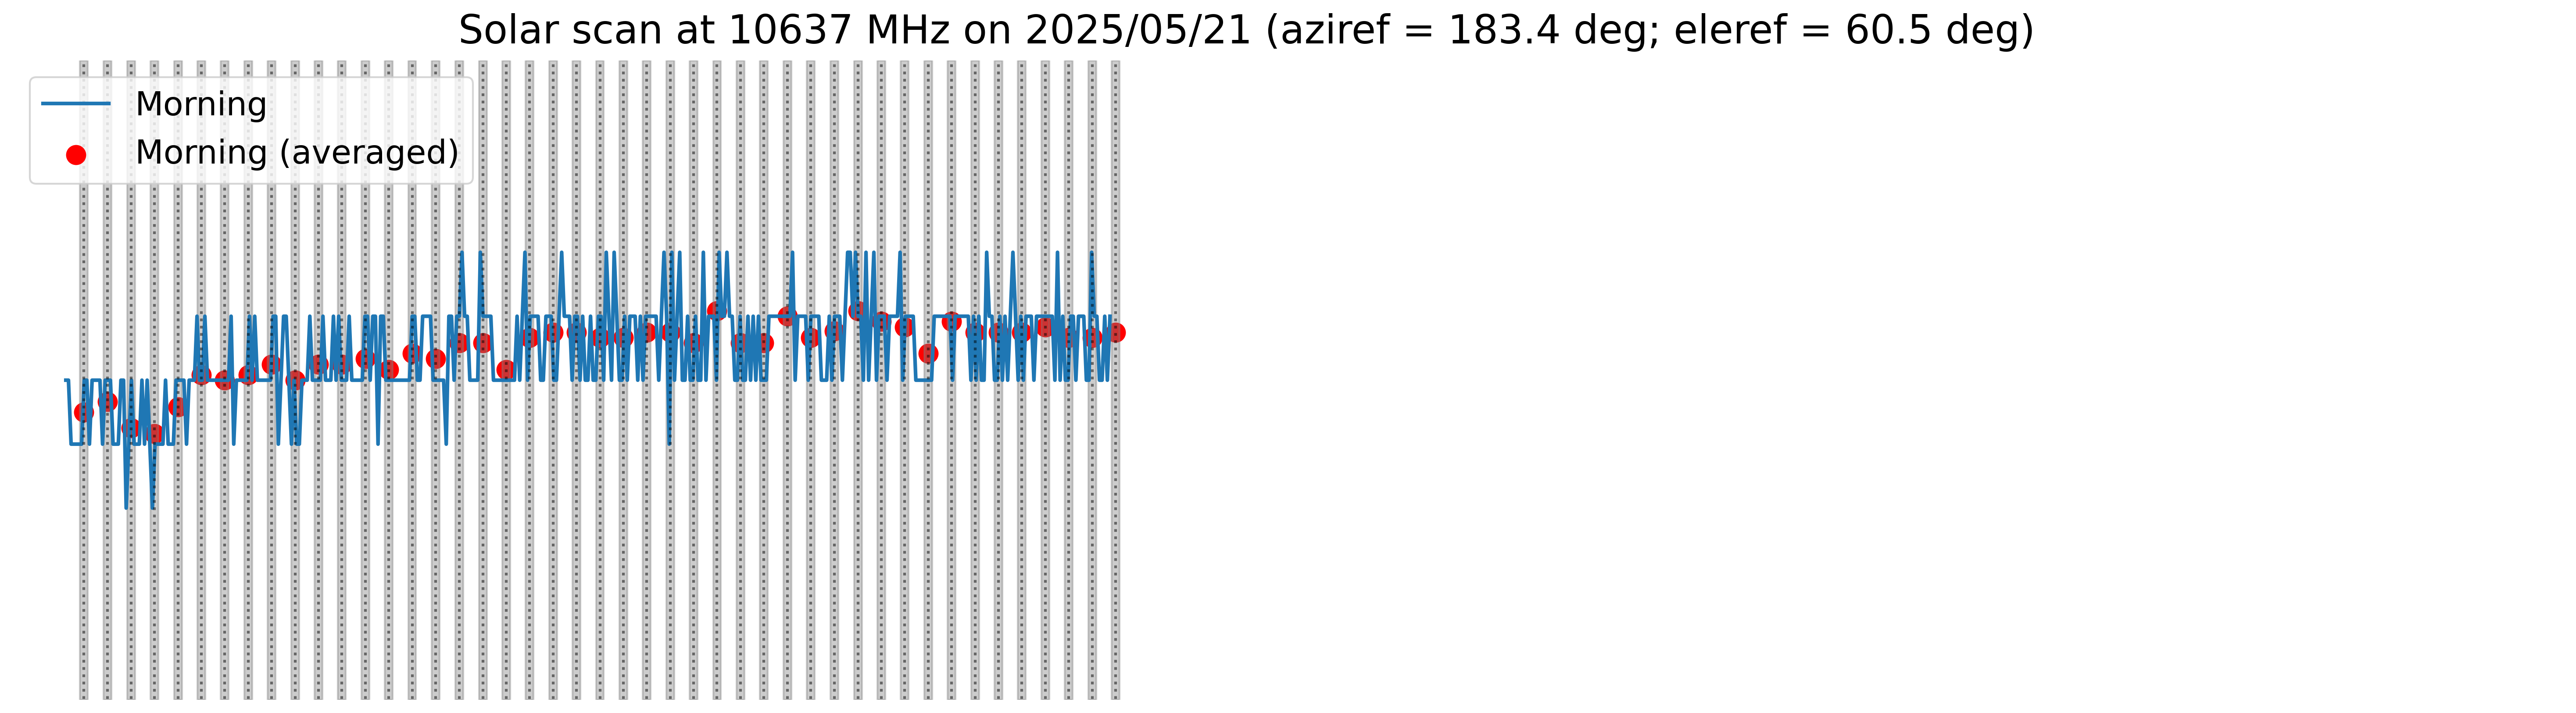 Solar scan at 10637 MHz on 2025/05/21 (aziref = 183.4 deg; eleref = 60.5 deg)
Morning
Morning (averaged)